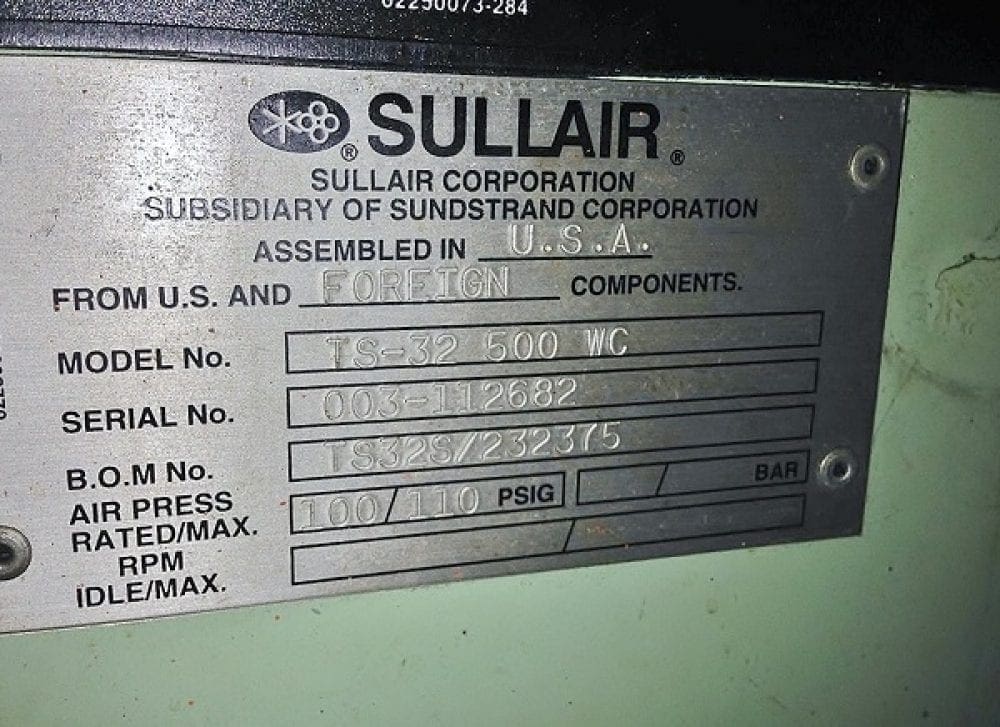 02290073-284
SULLAIR
SULLAIR CORPORATION
SUBSIDIARY OF SUNDSTRAND CORPORATION
ASSEMBLED IN U.S.A.
FROM U.S. AND FOREIGN COMPONENTS.
MODEL No. TS-32 500 WC
SERIAL No. 003-112682
B.O.M No. TS32S/232375
AIR PRESS
RATED/MAX. 100/110 PSIG / BAR
RPM
IDLE/MAX. /